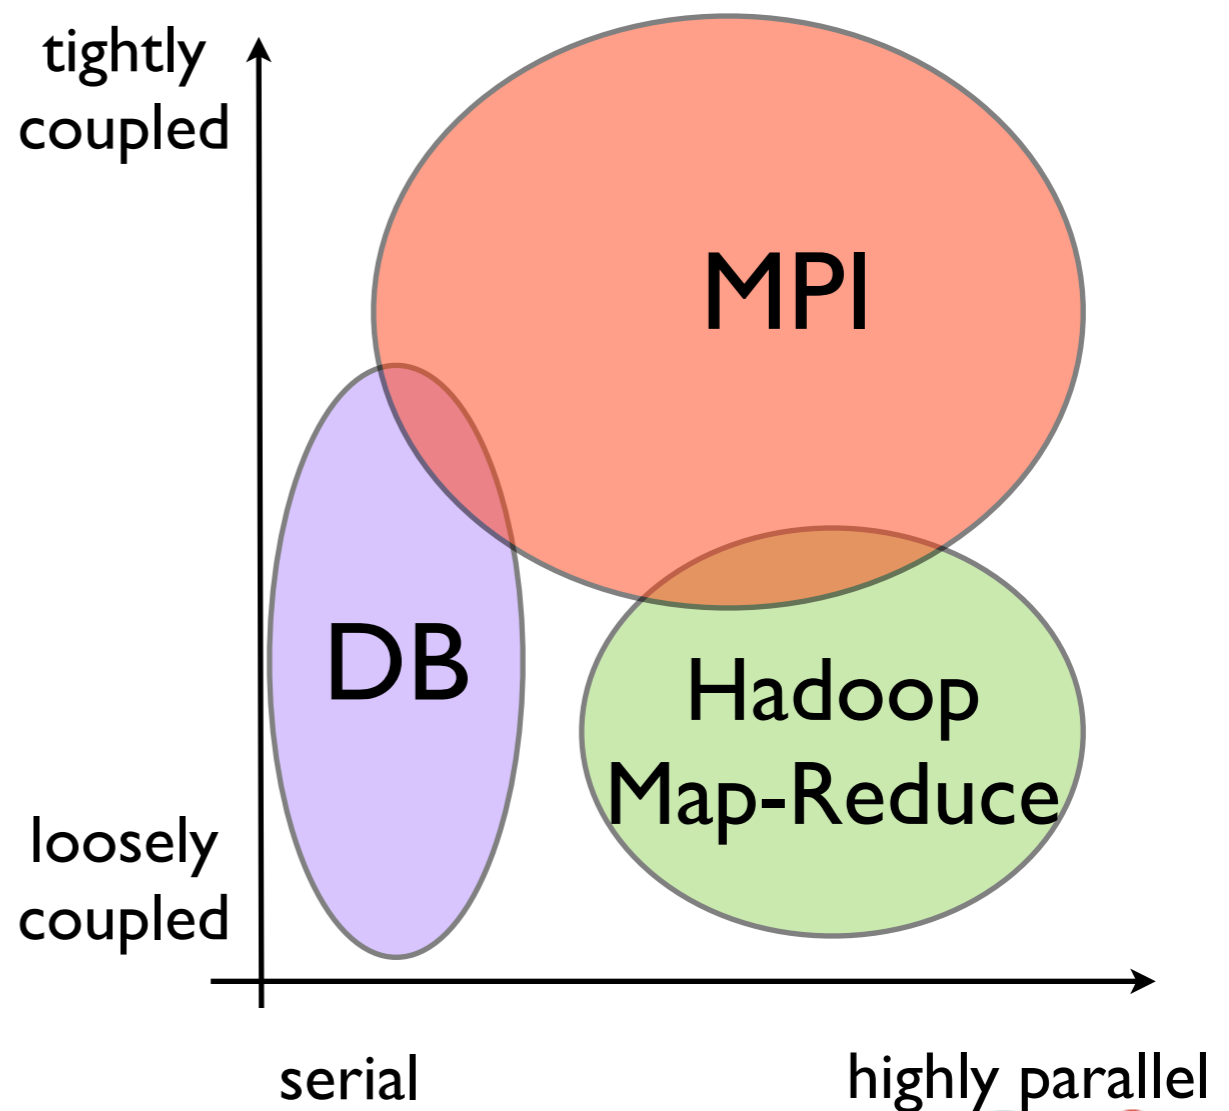 tightly
coupled
MPI
DB
Hadoop
Map-Reduce
loosely
coupled
serial
highly parallel